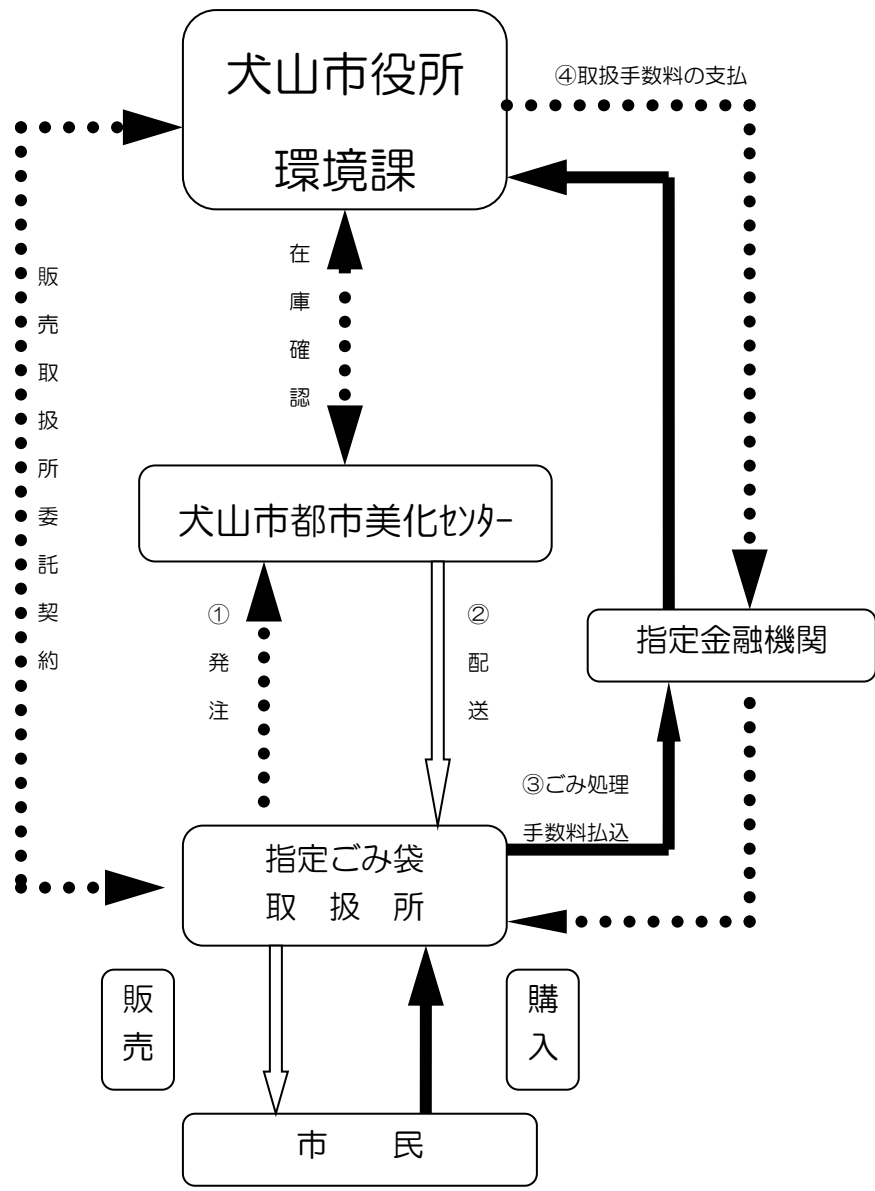 犬山市役所
環境課
④取扱手数料の支払
在庫確認
販売取扱所委託契約
犬山市都市美化ｾﾝﾀｰ
①発注
②配送
指定金融機関
③ごみ処理
手数料払込
指定ごみ袋
取　扱　所
販売
購入
市　　民